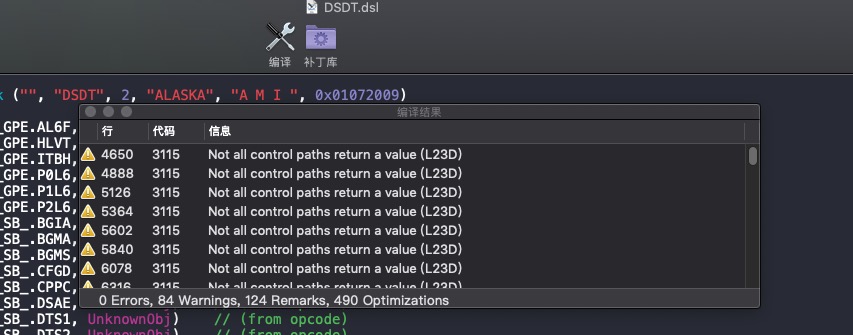 DSDT.dsl
编译 补丁库
k ("", "DSDT", 2, "ALASKA", "A M I ", 0x01072009)
编译结果
行 代码 信息
_GPE.AL6F,
4650 3115 Not all control paths return a value (L23D)
_GPE.HLVT,
4888 3115 Not all control paths return a value (L23D)
_GPE.ITBH,
5126 3115 Not all control paths return a value (L23D)
_GPE.P0L6,
5364 3115 Not all control paths return a value (L23D)
_GPE.P1L6,
5602 3115 Not all control paths return a value (L23D)
_GPE.P2L6,
5840 3115 Not all control paths return a value (L23D)
_SB_.BGIA,
6078 3115 Not all control paths return a value (L23D)
_SB_.BGMA,
6316 3115 Not all control paths return a value (L23D)
_SB_.BGMS,
_SB_.CFGD,
_SB_.CPPC,
_SB_.DSAE,
0 Errors, 84 Warnings, 124 Remarks, 490 Optimizations
_SB_.DTS1, UnknownObj) // (from opcode)
_SB_.DTS2, UnknownObj) // (from opcode)